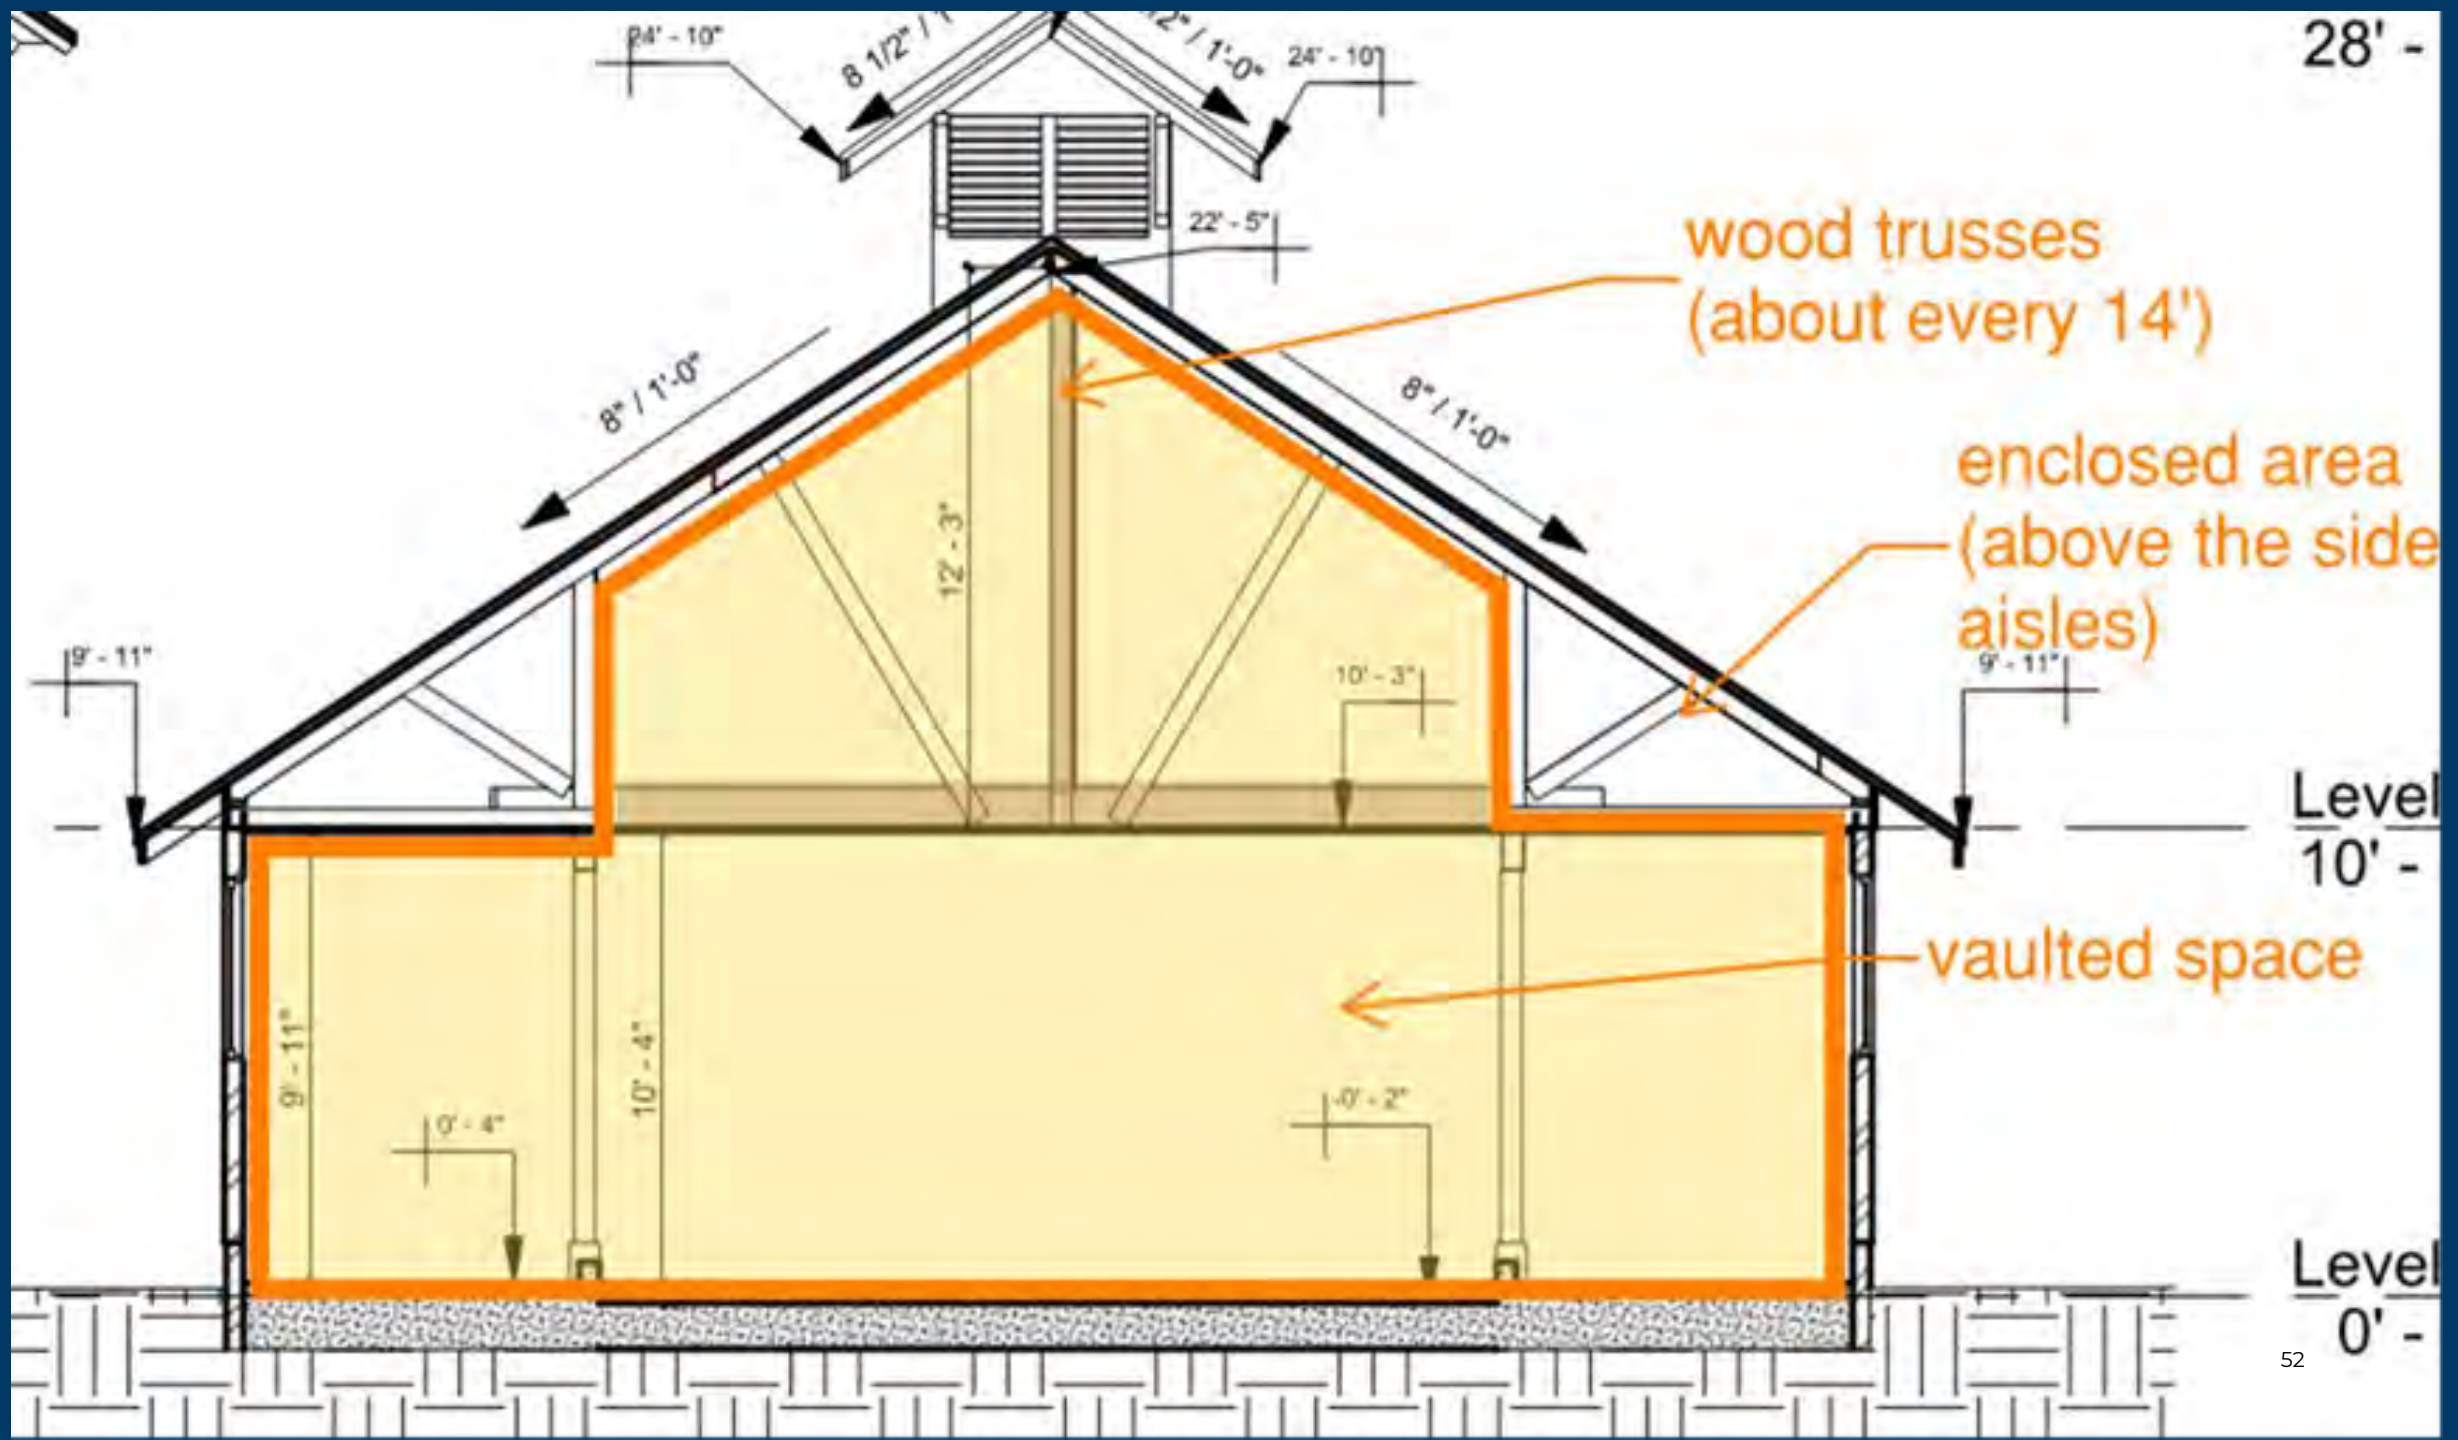 28' -
24' - 10"
8 1/2" / 1
/2" / 1'-0"
24' - 10"
22' - 5"
wood trusses
(about every 14')
8" / 1'-0"
8" / 1'-0"
enclosed area
(above the side
aisles)
12' - 3"
9' - 11"
10' - 3"
9' - 11"
Level
10' -
vaulted space
9' - 11"
10' - 4"
0' - 4"
-0' - 2"
Level
0' -
52